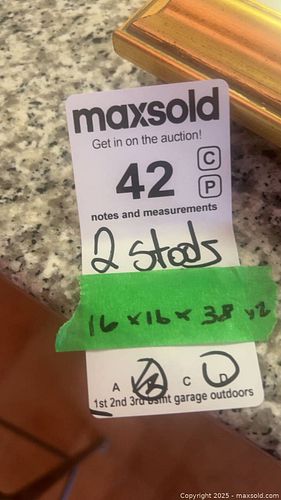 maxsold
Get in on the auction!
42 C
P
notes and measurements
2 stools
16 x 16 x 38 x2
A C D
1st 2nd 3rd bsmt garage outdoors
Copyright 2025 - maxsold.com